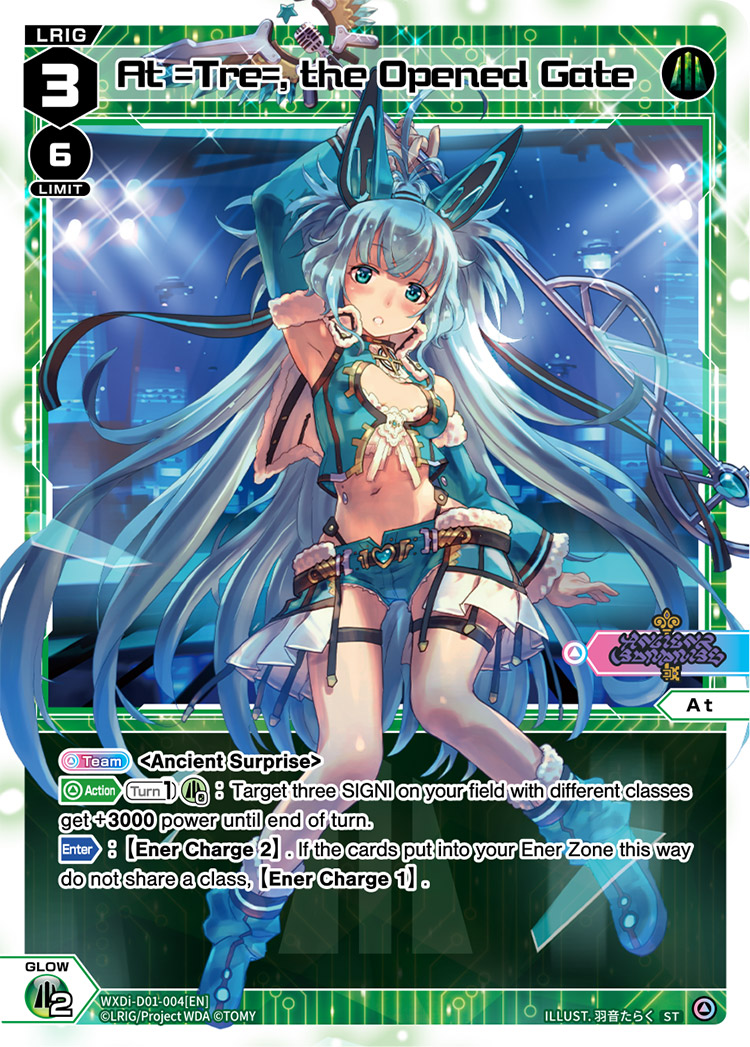 LRIG
3
At =Tre=, the Opened Gate
6
LIMIT
At
Team <Ancient Surprise>
Action Turn 1 0 : Target three SIGNI on your field with different classes
get +3000 power until end of turn.
Enter : 【Ener Charge 2】. If the cards put into your Ener Zone this way
do not share a class, 【Ener Charge 1】.
GLOW
2
WXDi-D01-004[EN]
©LRIG/Project WDA ©TOMY
ILLUST. 羽音たらく ST